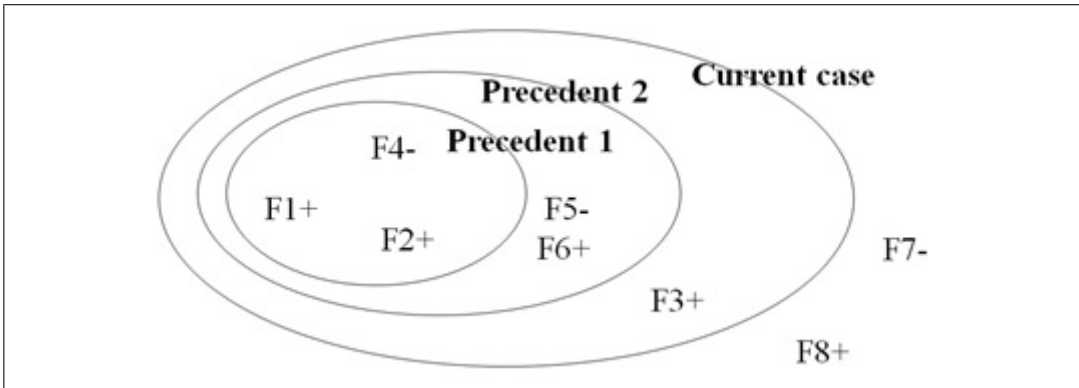 Current case
Precedent 2
Precedent 1
F4-
F1+
F5-
F2+
F6+
F7-
F3+
F8+